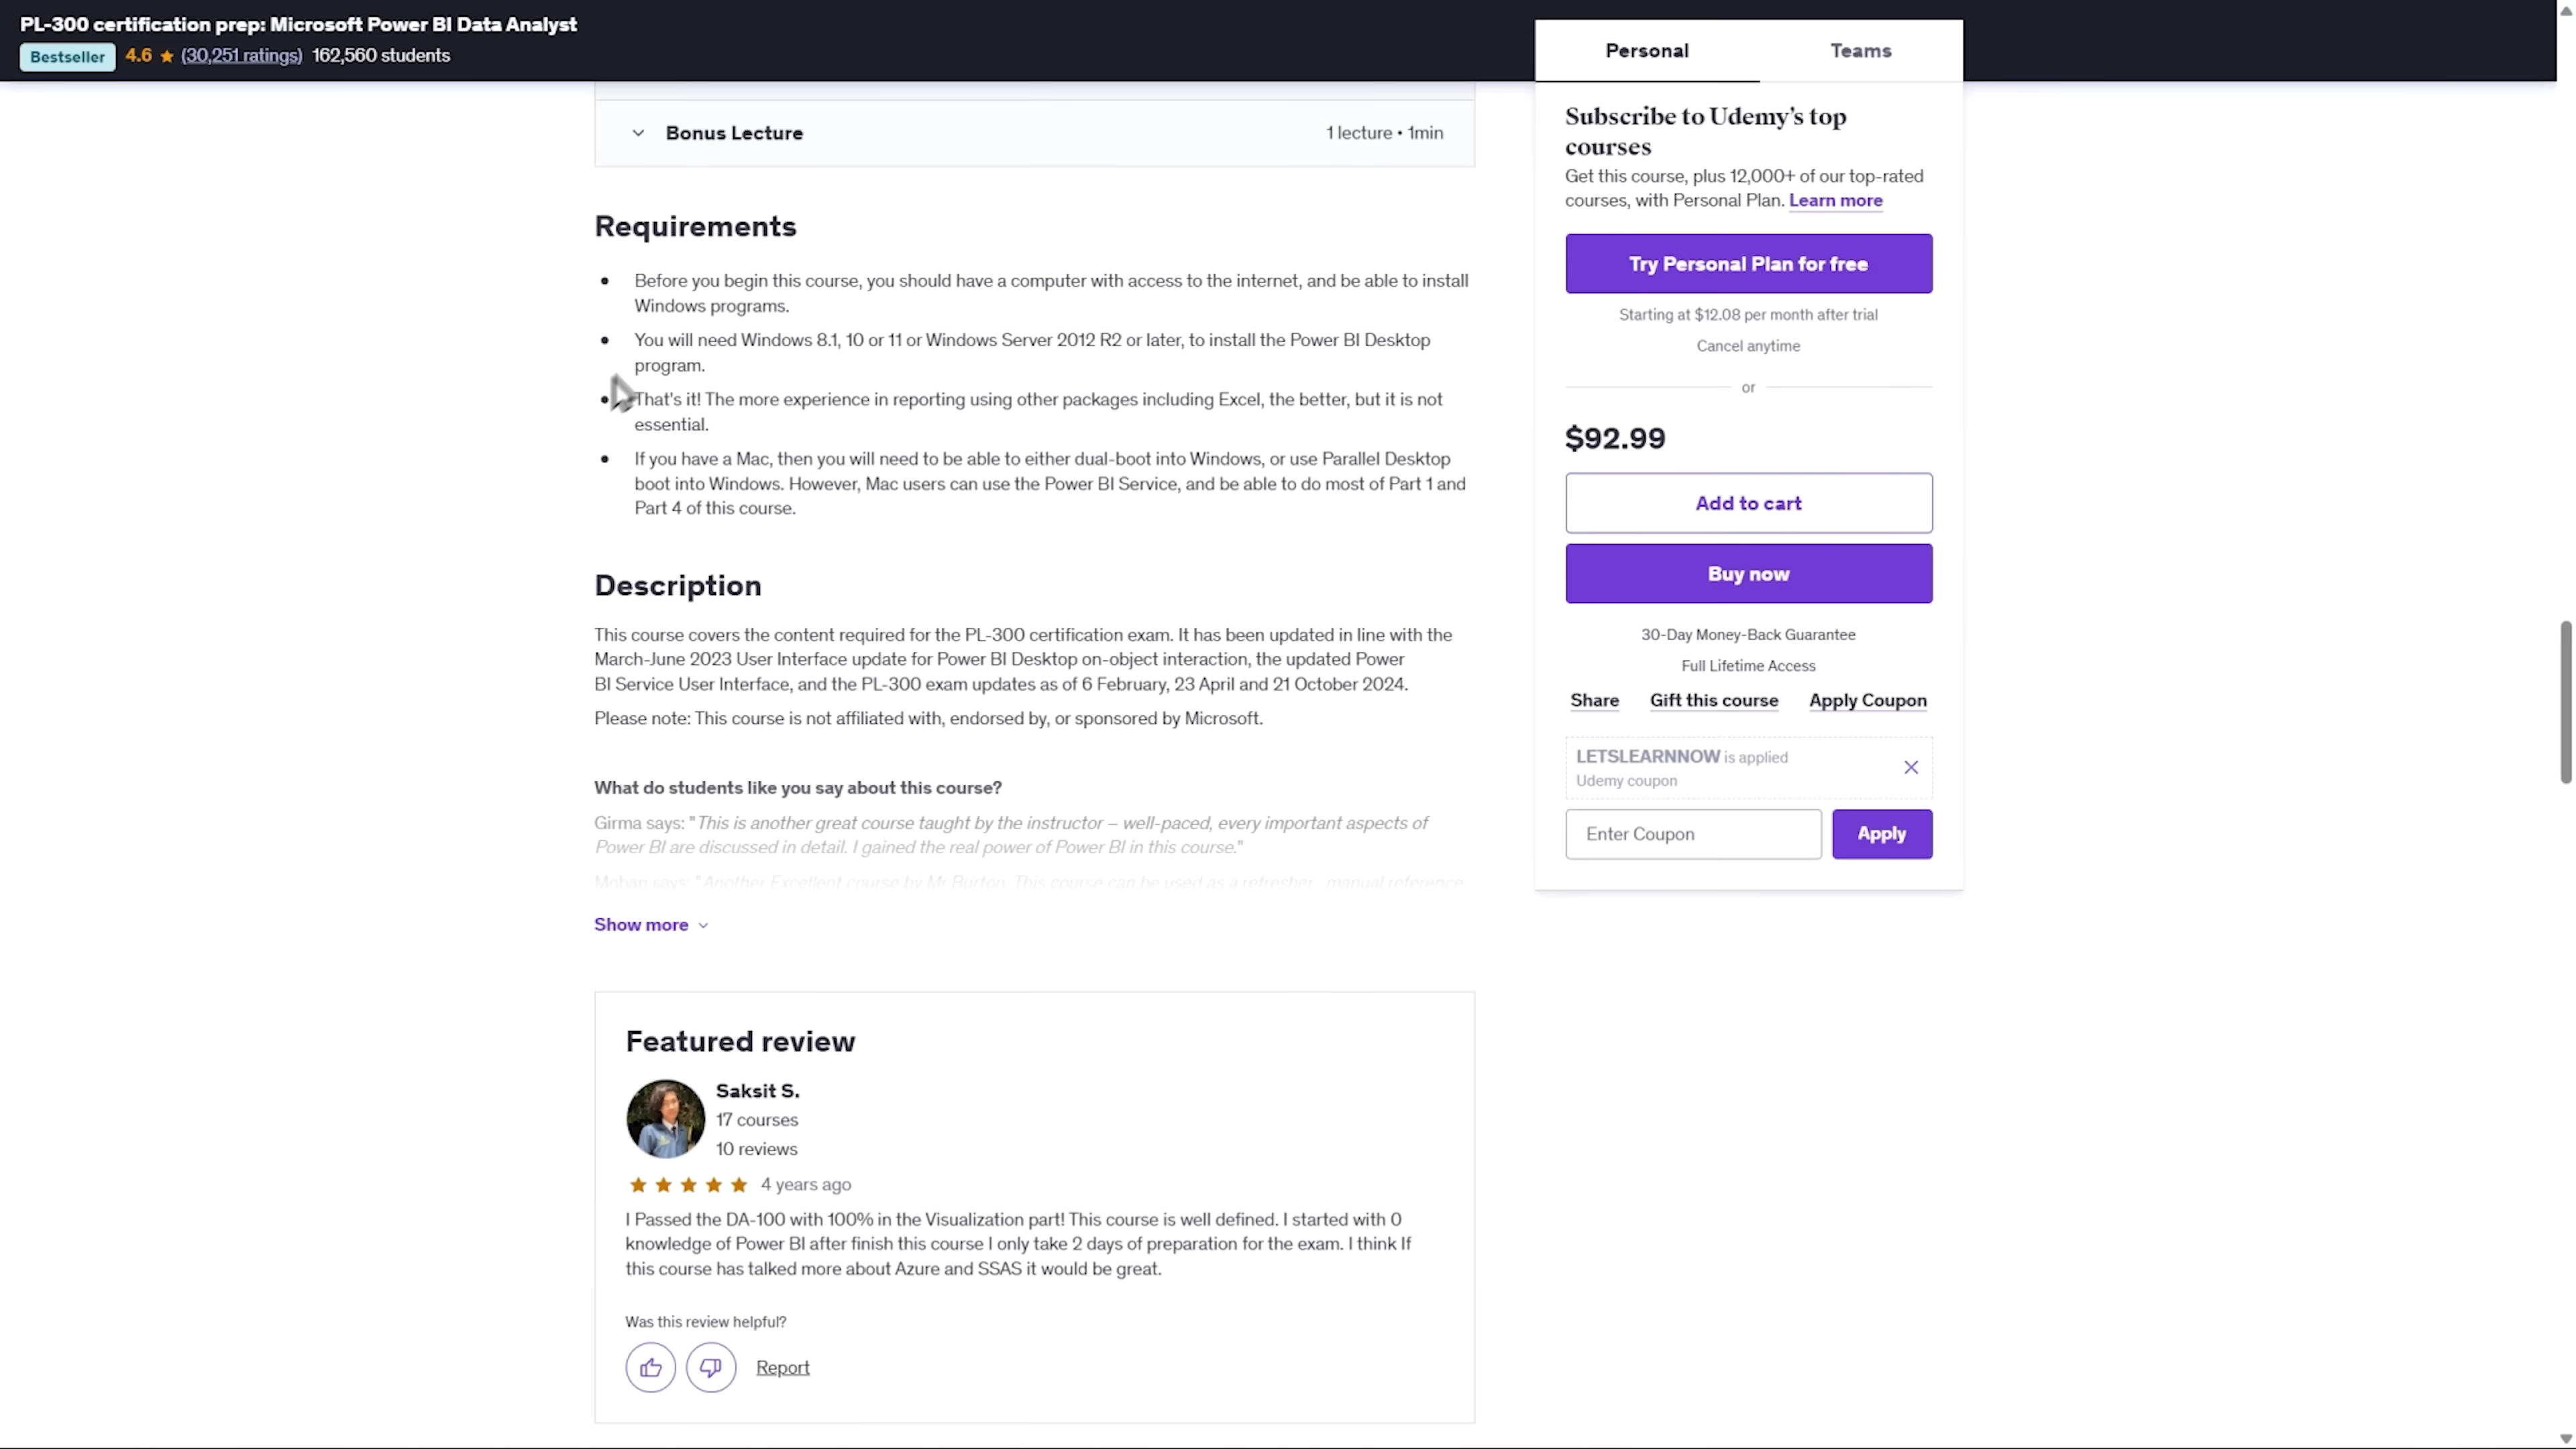 PL-300 certification prep: Microsoft Power BI Data Analyst
Bestseller 4.6 (30,251 ratings) 162,560 students
Personal Teams
Bonus Lecture 1 lecture • 1min
Requirements
Before you begin this course, you should have a computer with access to the internet, and be able to install
Windows programs.
You will need Windows 8.1, 10 or 11 or Windows Server 2012 R2 or later, to install the Power BI Desktop
program.
That's it! The more experience in reporting using other packages including Excel, the better, but it is not
essential.
If you have a Mac, then you will need to be able to either dual-boot into Windows, or use Parallel Desktop
boot into Windows. However, Mac users can use the Power BI Service, and be able to do most of Part 1 and
Part 4 of this course.
Description
This course covers the content required for the PL-300 certification exam. It has been updated in line with the
March-June 2023 User Interface update for Power BI Desktop on-object interaction, the updated Power
BI Service User Interface, and the PL-300 exam updates as of 6 February, 23 April and 21 October 2024.
Please note: This course is not affiliated with, endorsed by, or sponsored by Microsoft.
What do students like you say about this course?
Girma says: "This is another great course taught by the instructor – well-paced, every important aspects of
Power BI are discussed in detail. I gained the real power of Power BI in this course."
Mohan says: "Another Excellent course by Mr Burton. This course can be used as a refresher , manual reference
Show more
Featured review
Saksit S.
17 courses
10 reviews
4 years ago
I Passed the DA-100 with 100% in the Visualization part! This course is well defined. I started with 0
knowledge of Power BI after finish this course I only take 2 days of preparation for the exam. I think If
this course has talked more about Azure and SSAS it would be great.
Was this review helpful?
Report
Subscribe to Udemy's top
courses
Get this course, plus 12,000+ of our top-rated
courses, with Personal Plan. Learn more
Try Personal Plan for free
Starting at $12.08 per month after trial
Cancel anytime
or
$92.99
Add to cart
Buy now
30-Day Money-Back Guarantee
Full Lifetime Access
Share Gift this course Apply Coupon
LETSLEARNNOW is applied
Udemy coupon
Enter Coupon Apply